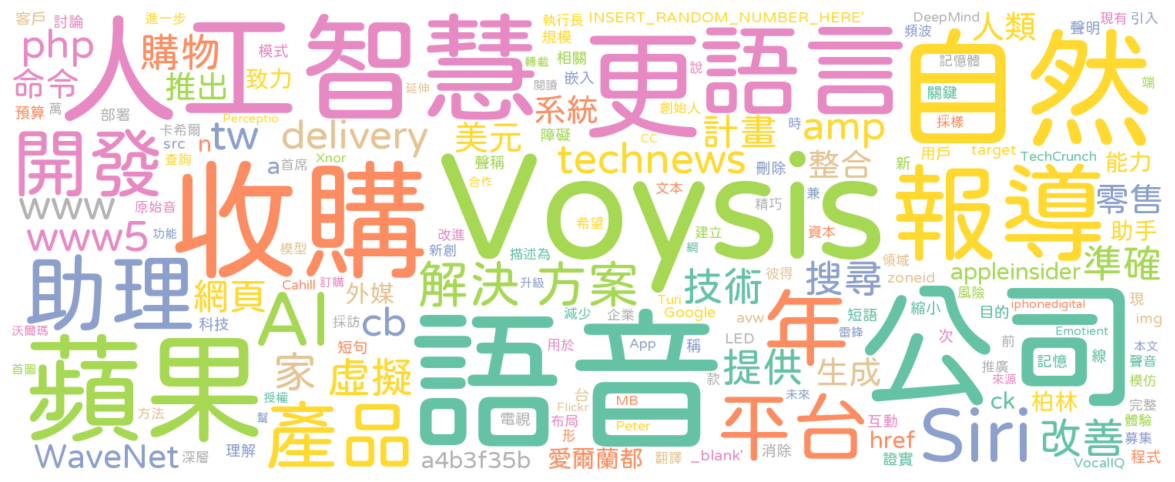 客戶 討論 進一步 執行長 INSERT_RANDOM_NUMBER_HERE' DeepMind 現有 引入
php 購物 模式 規模 相關 轉載 說 頻波 人類 聲明
人工智慧 更 語言 自然
命令 推出 致力 延伸 閱讀 嵌入 創始人 記憶體 關鍵 端
預算 萬 部署 Perceptio 系統 採樣
卡希爾 src n tw delivery 美元 障礙 cc 計畫 時 amp
開發 查詢 a 首席 Xnor 聲稱 technews 刪除 整合 新 用戶 target TechCrunch 能力
www 原始音 收購 合作 Voysis 文本 精巧 兼 報導 零售
www5 功能 模型 改進 新創 希望 建立 資本 助手
助理 網頁 Cahill 訂購 外媒 描述為 網 解決方案 升級 技術 彼得 搜尋 領域 zoneid appleinsider 準確
沃爾瑪 科技 AI 採訪 cb 減少 Turi Google 企業 avw 年 短語 風險 縮小 目的 iphonedigital 現 img
蘋果 首圖 授權 家 短句 虛擬 語音 用於 App 稱 LED 提供 雷鋒 公司 次 前 Emotient 線 本文
方法 幫 款 生成 推廣 來源 記憶 聲音 模仿
產品 電視 台 Flickr MB 布局 未來 平台 互動 ck 柏林 完整 體驗
WaveNet 深層 理解 a4b3f35b 形 Peter 愛爾蘭都 翻譯 _blank' 消除 href 證實 Siri 改善 募集 VocalIQ 程式